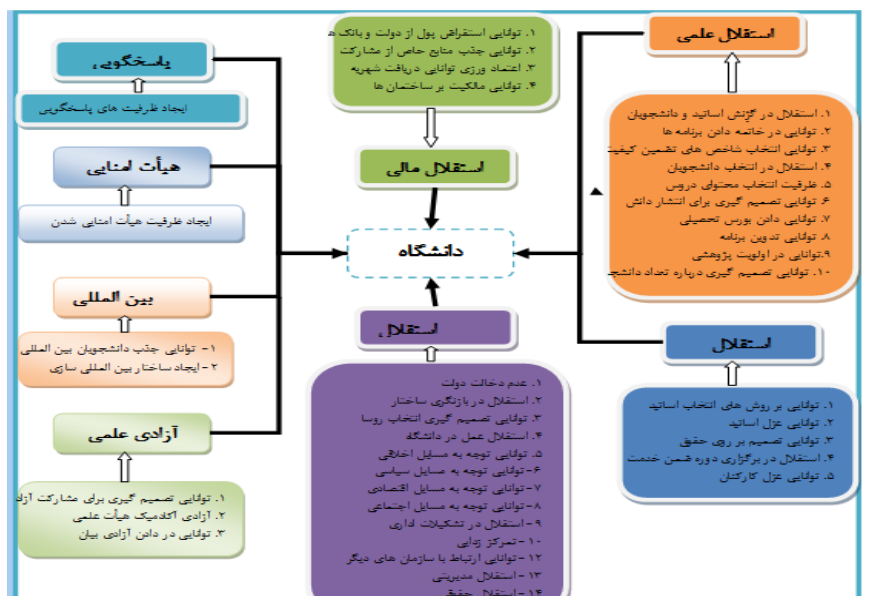 استقلال علمی
۱. استقلال در گزنش اساتید و دانشجویان
۲. توانایی در خاتمه دادن برنامه ها
۳. توانایی انتخاب شاخص های تضمین کیفیت
۴. استقلال در انتخاب دانشجویان
۵. ظرفیت انتخاب محتوای دروس
۶. توانایی تصمیم گیری برای انتشار دانش
۷. توانایی دادن بورس تحصیلی
۸. توانایی تدوین برنامه
۹.توانایی در اولویت پژوهشی
۱۰. توانایی تصمیم گیری درباره تعداد
استقلال
۱. توانایی بر روش های انتخاب اساتید
۲. توانایی عزل اساتید
۳. توانایی تصمیم بر روی حقوق
۴. استقلال در برگزاری دوره ضمن خدمت
۵. توانایی عزل کارکنان
۱. توانایی استقراض پول از دولت و بانک
۲. توانایی جذب منابع خاص از مشارکت
۳. اعتماد ورزی توانایی دریافت شهریه
۴. توانایی مالکیت بر ساختمان ها
استقلال مالی
دانشگاه
استقلال
۱. عدم دخالت دولت
۲. استقلال در بازنگری ساختار
۳. توانایی تصمیم گیری انتخاب روسا
۴. استقلال عمل در دانشگاه
۵. توانایی توجه به مسایل اخلاقی
۶-توانایی توجه به مسایل سیاسی
۷-توانایی توجه به مسایل اقتصادی
۸- توانایی توجه به مسایل اجتماعی
۹-استقلال در تشکیلات اداری
۱۰-تمرکز زدایی
۱۲-توانایی ارتباط با سازمان های دیگر
۱۳-استقلال مدیریتی
۱۴-استقلال حقوقی
پاسخگویی
ایجاد ظرفیت های پاسخگویی
هیأت امنایی
ایجاد ظرفیت هیأت امنایی شدن
بین المللی
۱- توانایی جذب دانشجویان بین المللی
۲-ایجاد ساختار بین المللی سازی
آزادی علمی
۱. توانایی تصمیم گیری برای مشارکت
۲. آزادی آکادمیک هیأت علمی
۳. توانایی در دادن آزادی بیان